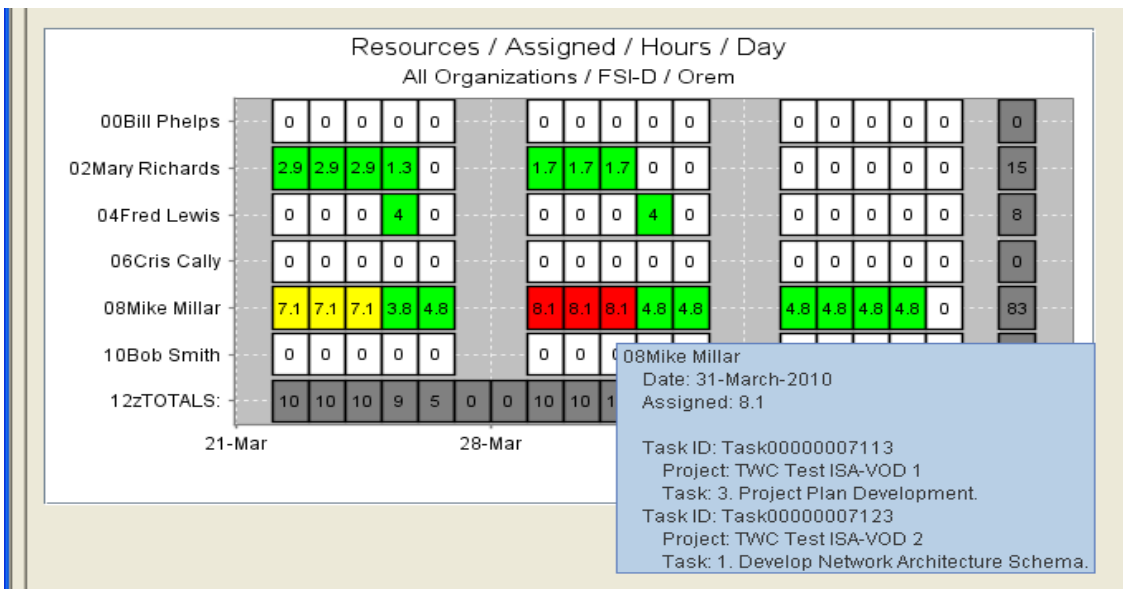 Resources / Assigned / Hours / Day
All Organizations / FSI-D / Orem
00Bill Phelps 0 0 0 0 0 0 0 0 0 0 0 0 0 0 0 0
02Mary Richards 2.9 2.9 2.9 1.3 0 1.7 1.7 1.7 0 0 0 0 0 0 0 15
04Fred Lewis 0 0 0 4 0 0 0 0 4 0 0 0 0 0 0 8
06Cris Cally 0 0 0 0 0 0 0 0 0 0 0 0 0 0 0 0
08Mike Millar 7.1 7.1 7.1 3.8 4.8 8.1 8.1 8.1 4.8 4.8 4.8 4.8 4.8 4.8 0 83
10Bob Smith 0 0 0 0 0 0 0
12zTOTALS: 10 10 10 9 5 0 0 10 10
21-Mar 28-Mar
08Mike Millar
Date: 31-March-2010
Assigned: 8.1
Task ID: Task00000007113
Project: TWC Test ISA-VOD 1
Task: 3. Project Plan Development.
Task ID: Task00000007123
Project: TWC Test ISA-VOD 2
Task: 1. Develop Network Architecture Schema.